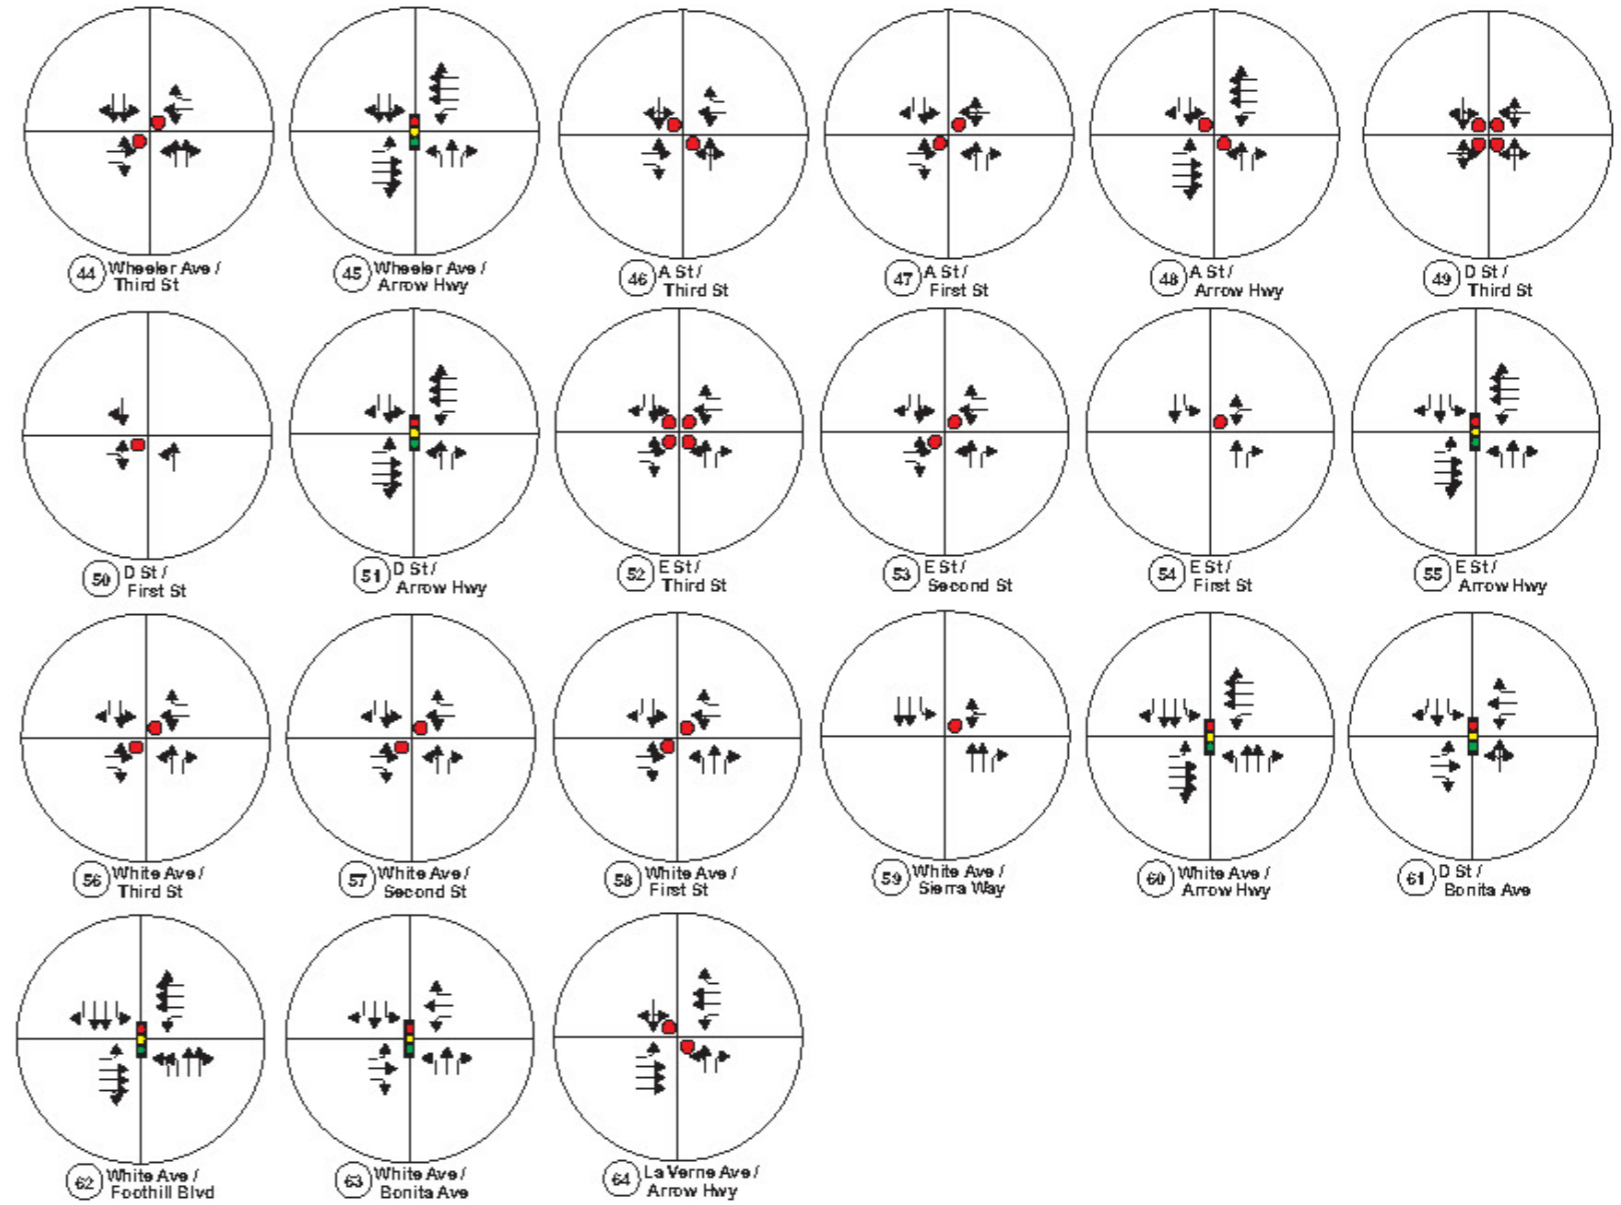 44 Wheeler Ave /
Third St
45 Wheeler Ave /
Arrow Hwy
46 A St /
Third St
47 A St /
First St
48 A St /
Arrow Hwy
49 D St /
Third St
50 D St /
First St
51 D St /
Arrow Hwy
52 E St /
Third St
53 E St /
Second St
54 E St /
First St
55 E St /
Arrow Hwy
56 White Ave /
Third St
57 White Ave /
Second St
58 White Ave /
First St
59 White Ave /
Sierra Way
60 White Ave /
Arrow Hwy
61 D St /
Bonita Ave
62 White Ave /
Foothill Blvd
63 White Ave /
Bonita Ave
64 La Verne Ave /
Arrow Hwy